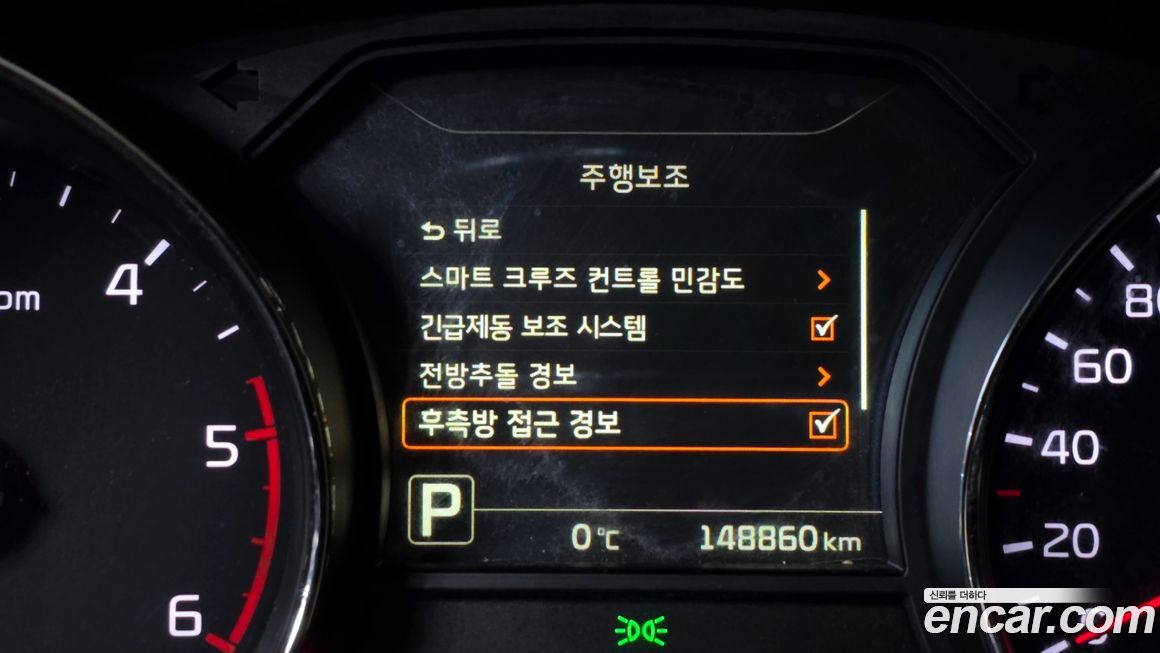 주행보조
뒤로
스마트 크루즈 컨트롤 민감도
긴급제동 보조 시스템
전방추돌 경보
후측방 접근 경보
P
0 °C 148860 km
4
5
6
80
60
40
20
신뢰를 더하다
encar.com